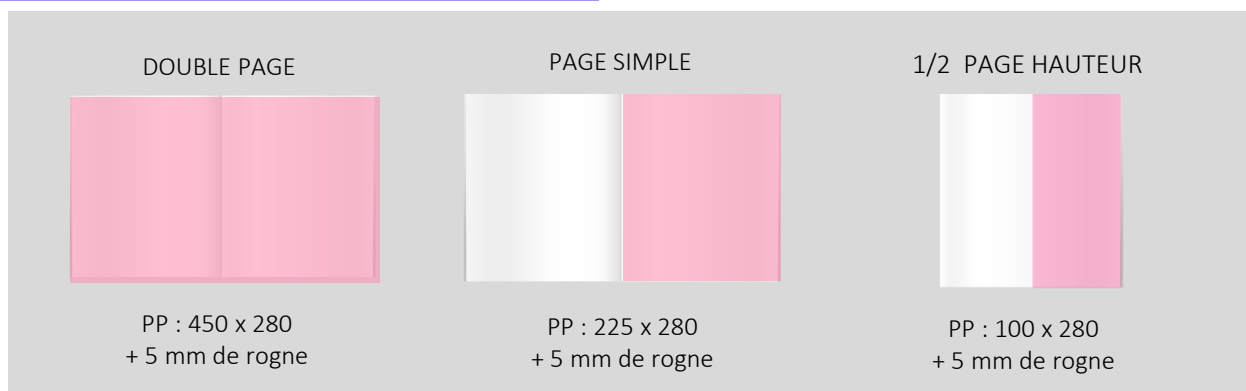 DOUBLE PAGE
PP : 450 x 280
+ 5 mm de rogne
PAGE SIMPLE
PP : 225 x 280
+ 5 mm de rogne
1/2 PAGE HAUTEUR
PP : 100 x 280
+ 5 mm de rogne